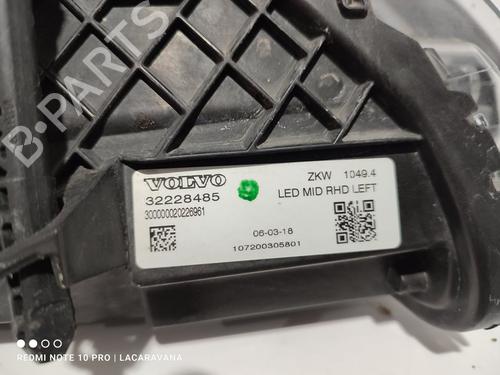 B-PARTS
VOLVO
32228485
300000020226961
ZKW 1049.4
LED MID RHD LEFT
06-03-18
107200305801
REDMI NOTE 10 PRO | LACARAVANA